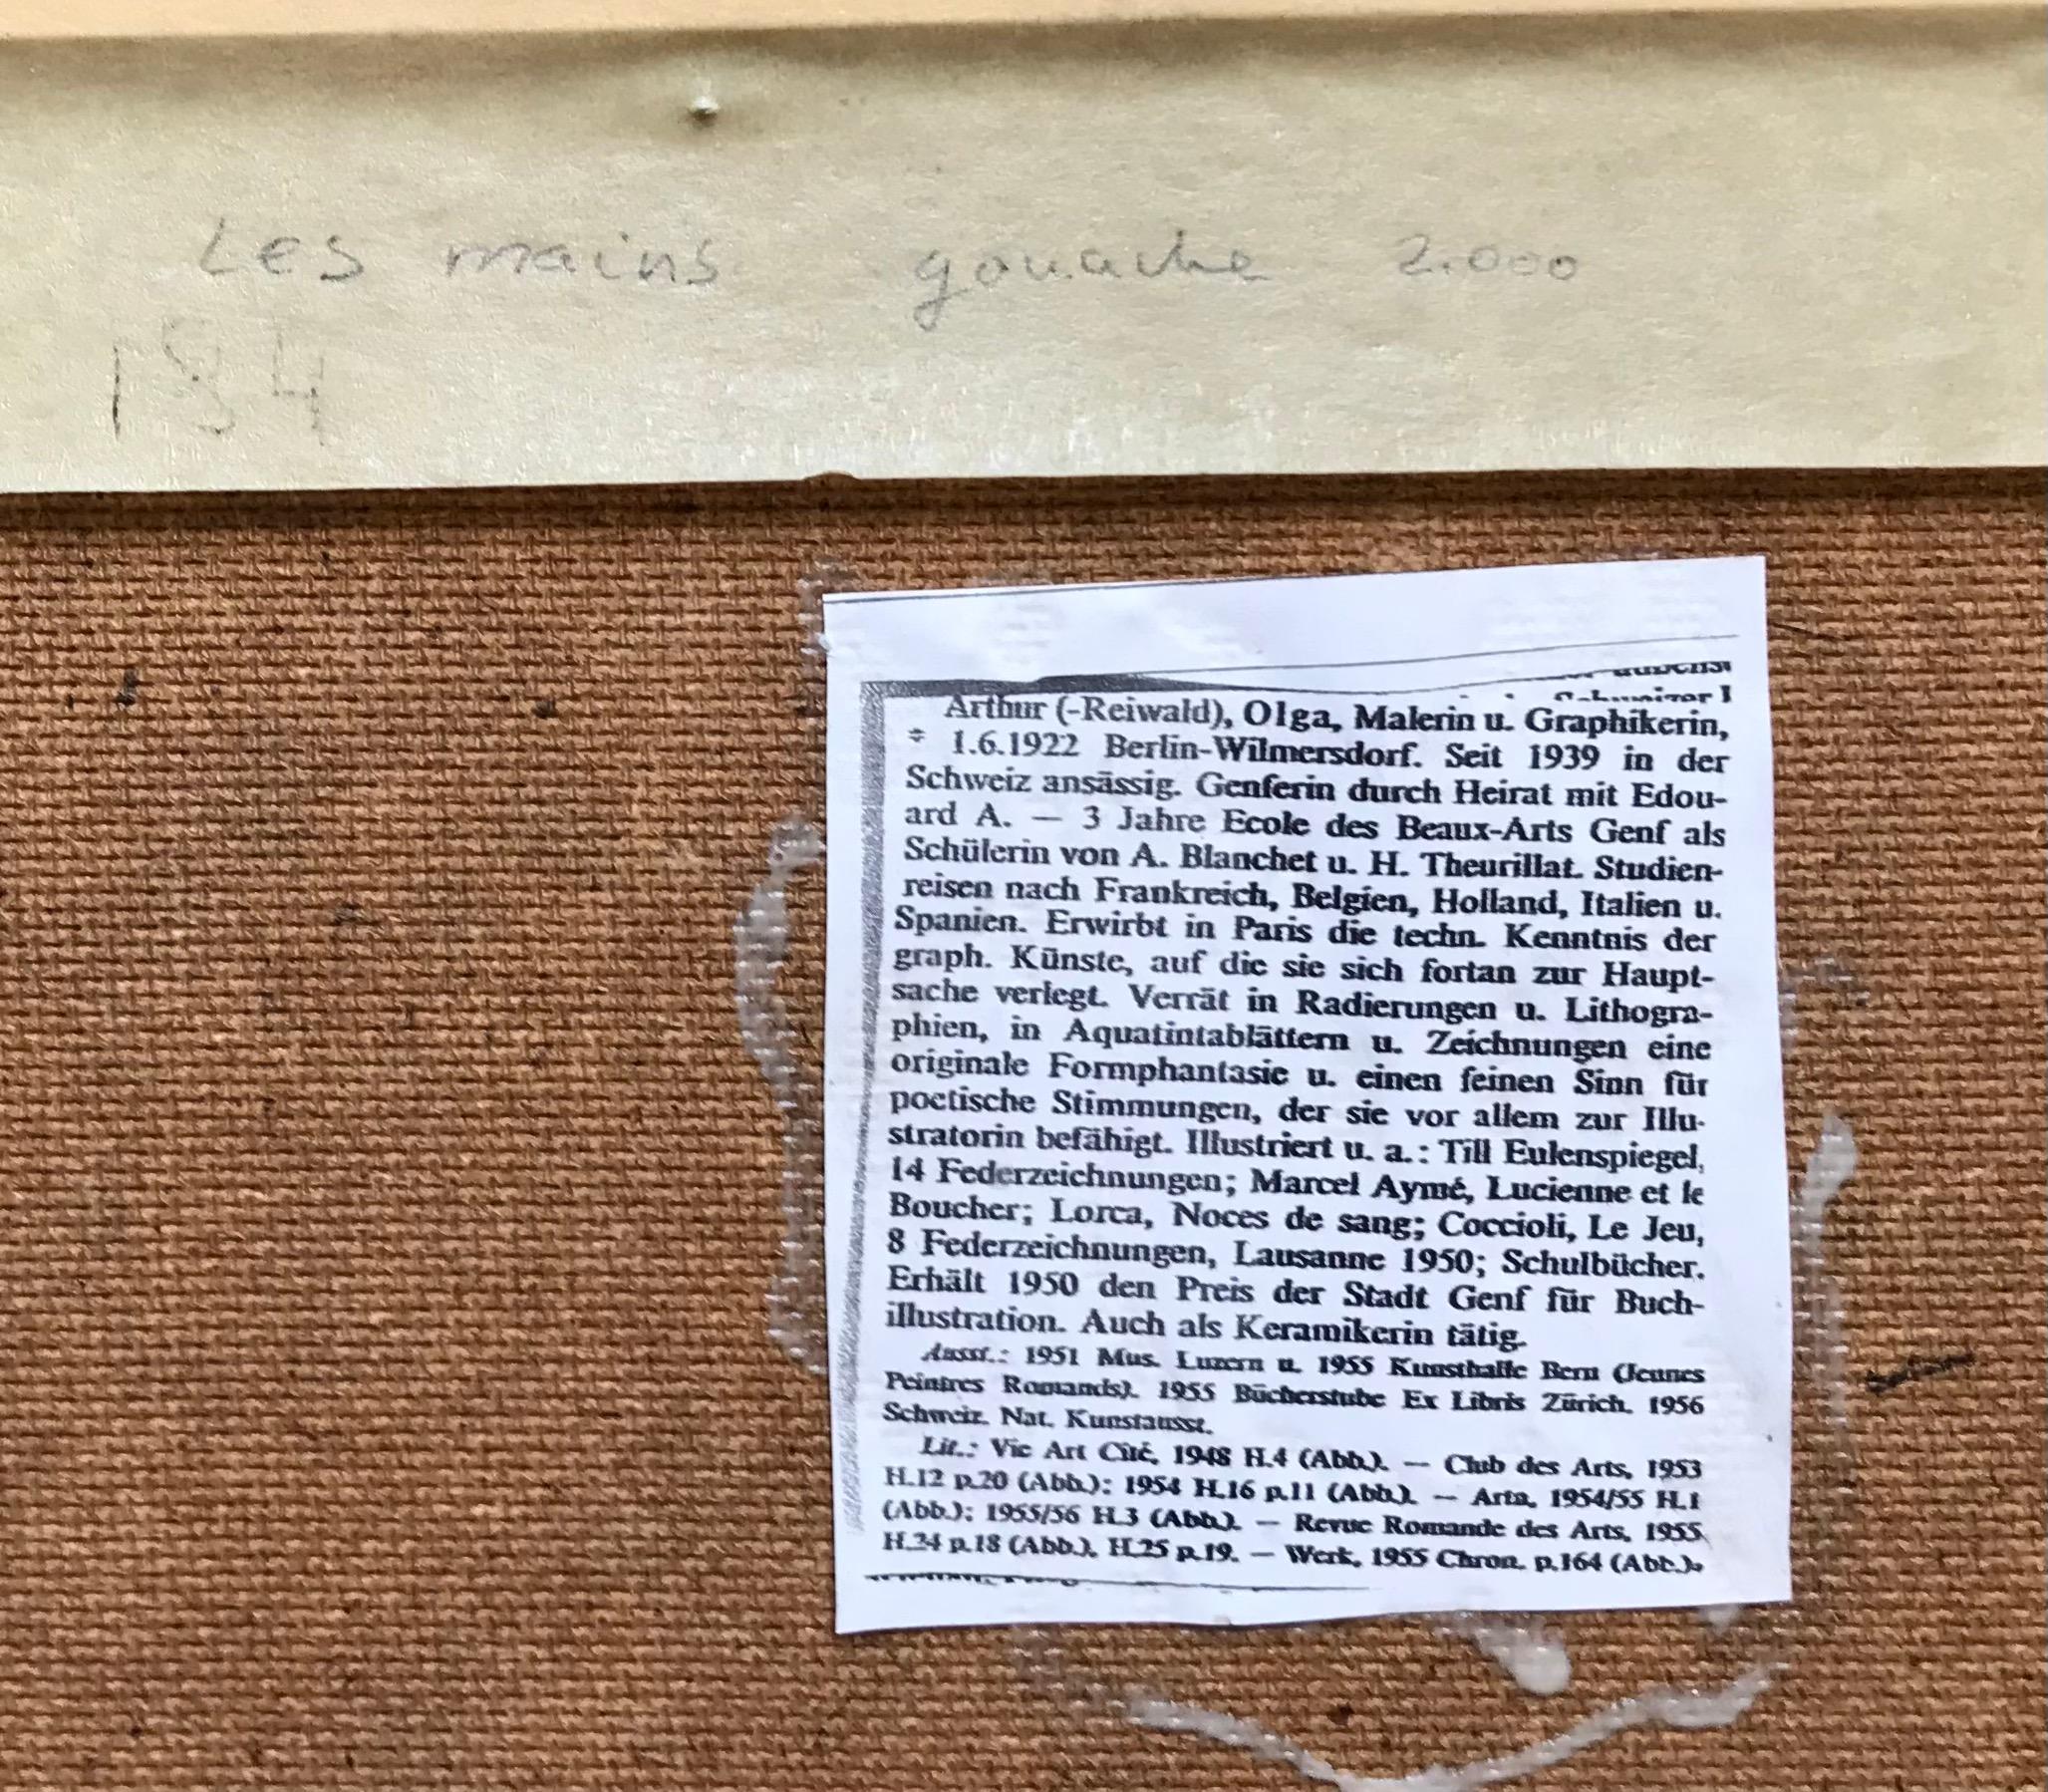 Les mains gouache 2.000
184
Arthur (-Reiwald), Olga, Malerin u. Graphikerin,
* 1.6.1922 Berlin-Wilmersdorf. Seit 1939 in der
Schweiz ansässig. Genferin durch Heirat mit Edou-
ard A. — 3 Jahre Ecole des Beaux-Arts Genf als
Schülerin von A. Blanchet u. H. Theurillat. Studien-
reisen nach Frankreich, Belgien, Holland, Italien u.
Spanien. Erwirbt in Paris die techn. Kenntnis der
graph. Künste, auf die sie sich fortan zur Haupt-
sache verlegt. Verrät in Radierungen u. Lithogra-
phien, in Aquatintablättern u. Zeichnungen eine
originale Formphantasie u. einen feinen Sinn für
poetische Stimmungen, der sie vor allem zur Illu-
stratorin befähigt. Illustriert u. a.: Till Eulenspiegel,
14 Federzeichnungen; Marcel Aymé, Lucienne et le
Boucher; Lorca, Noces de sang; Coccioli, Le Jeu,
8 Federzeichnungen, Lausanne 1950; Schulbücher.
Erhält 1950 den Preis der Stadt Genf für Buch-
illustration. Auch als Keramikerin tätig.
Ausst.: 1951 Mus. Luzern u. 1955 Kunsthalle Bern (Jeunes
Peintres Romands). 1955 Bücherstube Ex Libris Zürich. 1956
Schweiz. Nat. Kunstausst.
Lit.: Vie Art Cité, 1948 H.4 (Abb.). — Club des Arts, 1953
H.12 p.20 (Abb.); 1954 H.16 p.11 (Abb.). — Arta, 1954/55 H.1
(Abb.); 1955/56 H.3 (Abb.). — Revue Romande des Arts, 1955
H.24 p.18 (Abb.), H.25 p.19. — Werk, 1955 Chron. p.164 (Abb.).